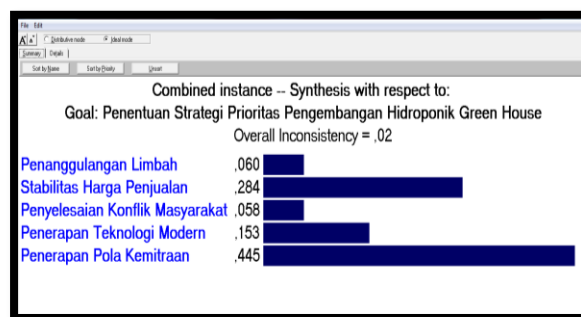 File Edit
Distributive mode Ideal mode
Summary Details
Sort by Name Sort by Priority Unsort
Combined instance -- Synthesis with respect to:
Goal: Penentuan Strategi Prioritas Pengembangan Hidroponik Green House
Overall Inconsistency = ,02
Penanggulangan Limbah ,060
Stabilitas Harga Penjualan ,284
Penyelesaian Konflik Masyarakat ,058
Penerapan Teknologi Modern ,153
Penerapan Pola Kemitraan ,445